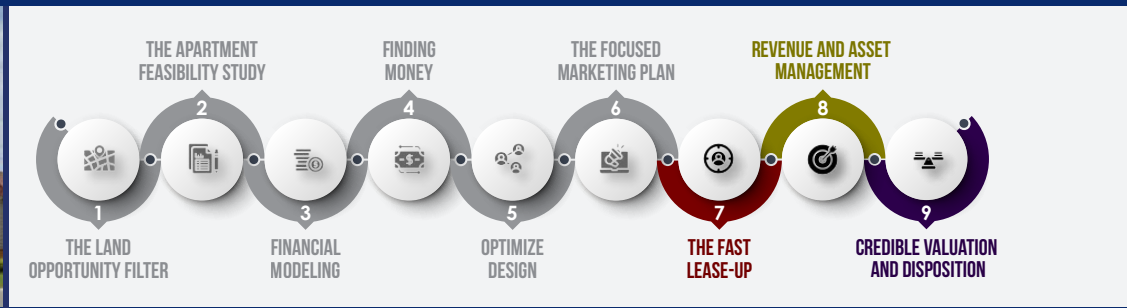 THE APARTMENT
FEASIBILITY STUDY
FINDING
MONEY
THE FOCUSED
MARKETING PLAN
REVENUE AND ASSET
MANAGEMENT
2
4
6
8
$
$
1
3
5
7
9
THE LAND
OPPORTUNITY FILTER
FINANCIAL
MODELING
OPTIMIZE
DESIGN
THE FAST
LEASE-UP
CREDIBLE VALUATION
AND DISPOSITION